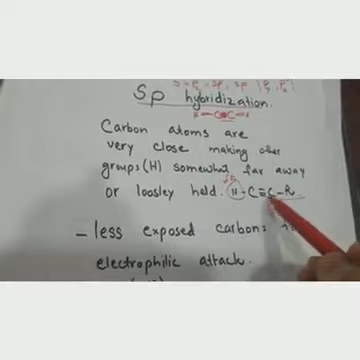 Sp hybridization.
H-C≡C-H
Carbon atoms are
very close making other
groups (H) somewhat far away
or loosley held. H-C≡C-R
- less exposed carbons
electrophilic attack.